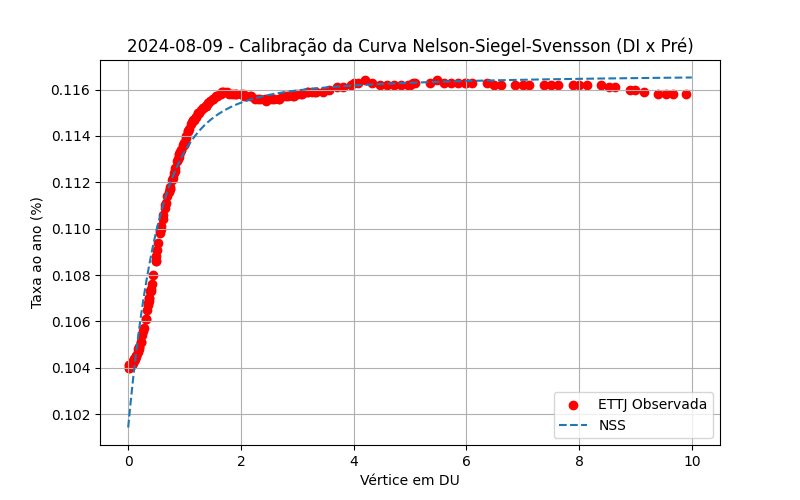 2024-08-09 - Calibração da Curva Nelson-Siegel-Svensson (DI x Pré)
Taxa ao ano (%)
0.116
0.114
0.112
0.110
0.108
0.106
0.104
0.102
0 2 4 6 8 10
Vértice em DU
ETTJ Observada
NSS